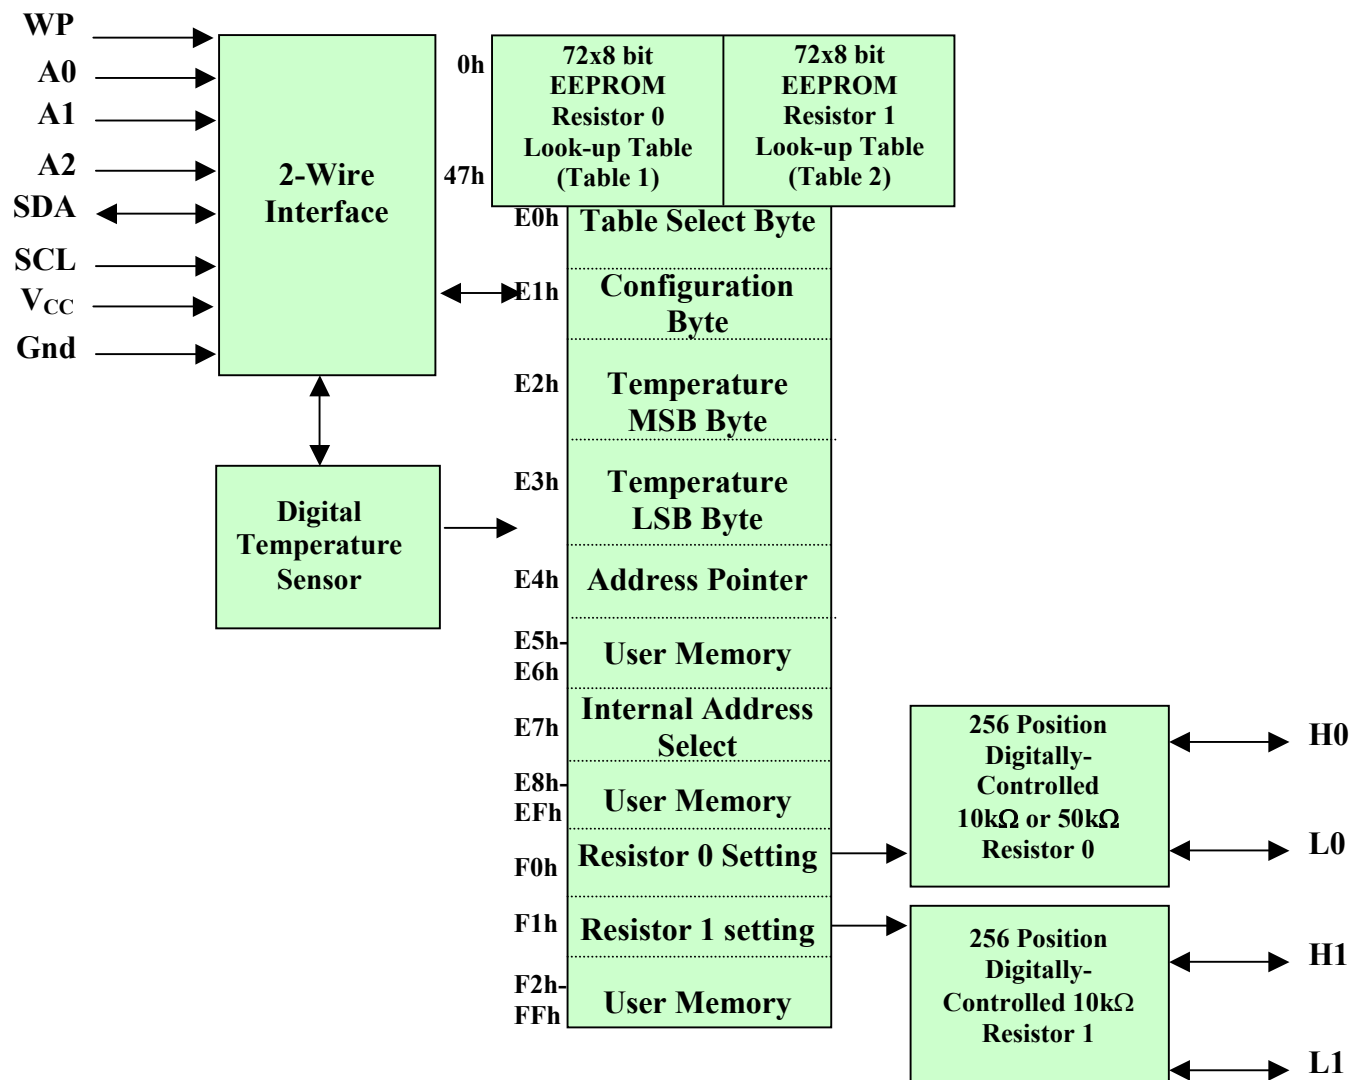 WP
A0
A1
A2
SDA
SCL
VCC
Gnd
2-Wire
Interface
Digital
Temperature
Sensor
0h
47h
72x8 bit
EEPROM
Resistor 0
Look-up Table
(Table 1)
72x8 bit
EEPROM
Resistor 1
Look-up Table
(Table 2)
E0h
Table Select Byte
E1h
Configuration
Byte
E2h
Temperature
MSB Byte
E3h
Temperature
LSB Byte
E4h
Address Pointer
E5h-
E6h
User Memory
E7h
Internal Address
Select
E8h-
EFh
User Memory
F0h
Resistor 0 Setting
F1h
Resistor 1 setting
F2h-
FFh
User Memory
256 Position
Digitally-
Controlled
10kΩ or 50kΩ
Resistor 0
H0
L0
256 Position
Digitally-
Controlled 10kΩ
Resistor 1
H1
L1